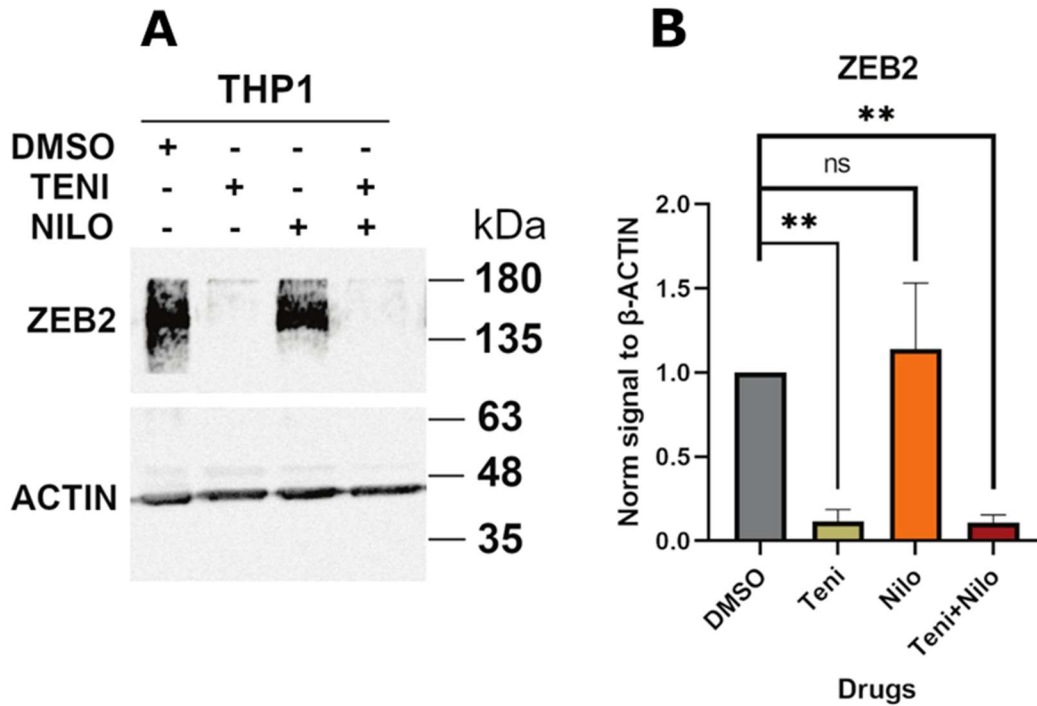 A
THP1
DMSO + - - -
TENI - + - +
NILO - - + +
kDa
ZEB2
180
135
ACTIN
63
48
35
B
ZEB2
**
ns
**
Norm signal to β-ACTIN
2.0
1.5
1.0
0.5
0.0
DMSO
Teni
Nilo
Teni+Nilo
Drugs